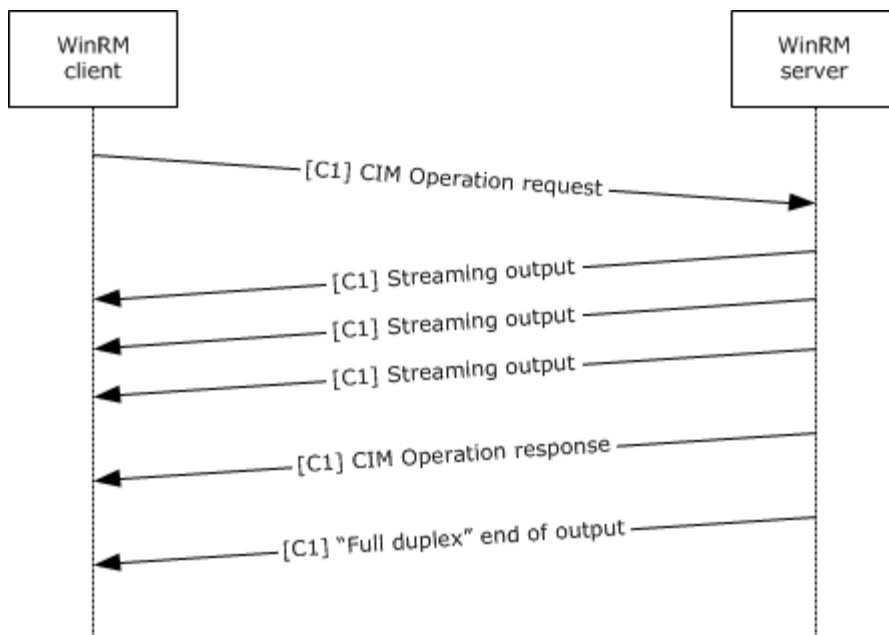 WinRM
client
WinRM
server
[C1] CIM Operation request
[C1] Streaming output
[C1] Streaming output
[C1] Streaming output
[C1] CIM Operation response
[C1] “Full duplex” end of output